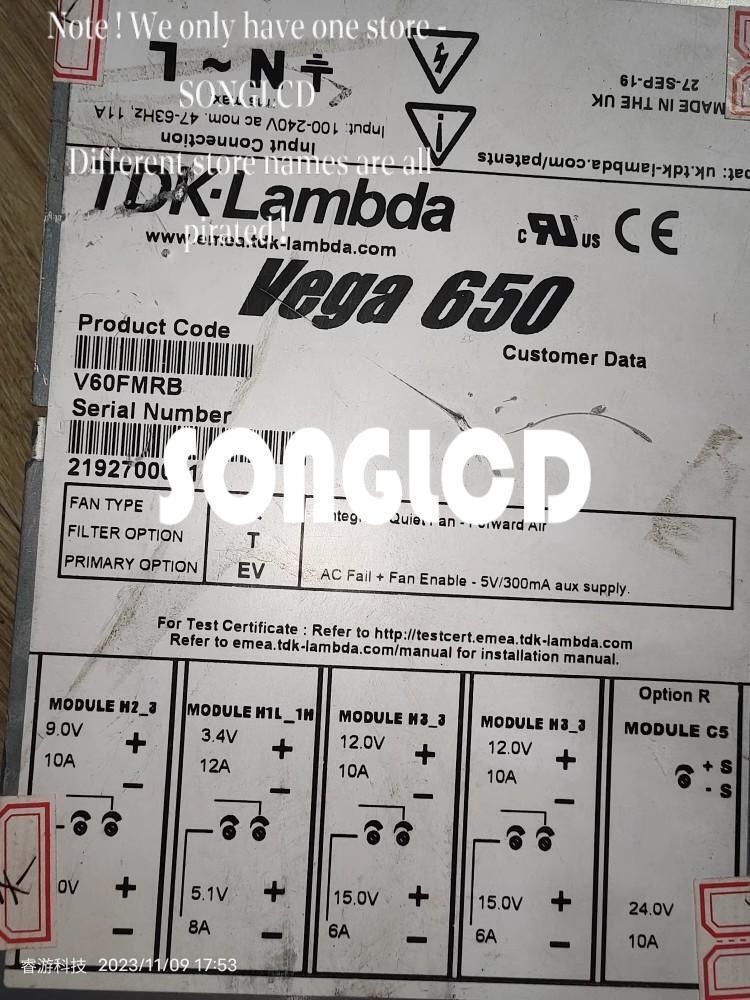 Note ! We only have one store -
SONGLCD
Different store names are all
pirated !
L ~ N
27-SEP-19
MADE IN THE UK
Input: 100-240V ac nom. 47-63Hz, 11A
Input Connection
pat: uk.tdk-lambda.com/patents
TDK·Lambda
www.emea.tdk-lambda.com
c RU US CE
Vega 650
Product Code
Customer Data
V60FMRB
Serial Number
SONGLCD
FAN TYPE
Quiet Fan - Forward Air
FILTER OPTION T
PRIMARY OPTION EV AC Fail + Fan Enable - 5V/300mA aux supply.
For Test Certificate : Refer to http://testcert.emea.tdk-lambda.com
Refer to emea.tdk-lambda.com/manual for installation manual.
MODULE H2_3
9.0V +
10A
-
0V +
-
MODULE H1L_1H
3.4V +
12A
-
5.1V +
8A -
MODULE H3_3
12.0V +
10A
-
15.0V +
6A -
MODULE H3_3
12.0V +
10A
-
15.0V +
6A -
Option R
MODULE C5
+ S
- S
24.0V
10A
睿游科技 2023/11/09 17:53